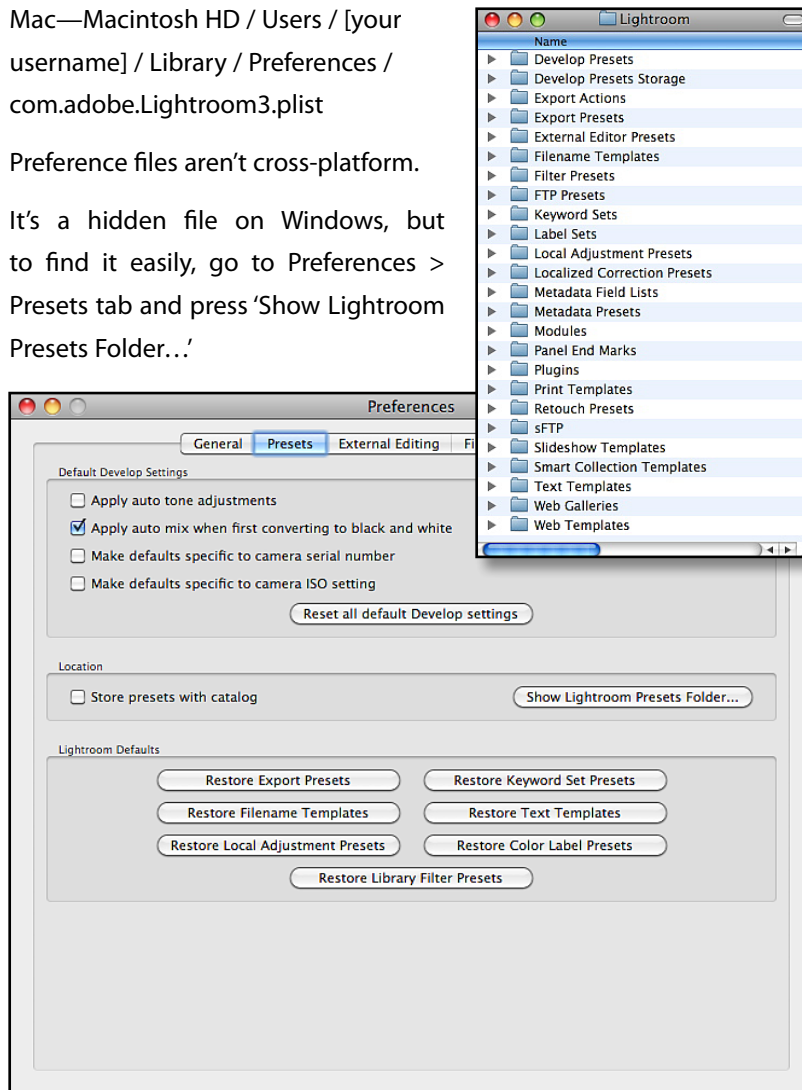 Mac—Macintosh HD / Users / [your
username] / Library / Preferences /
com.adobe.Lightroom3.plist
Preference files aren’t cross-platform.
It’s a hidden file on Windows, but
to find it easily, go to Preferences >
Presets tab and press ‘Show Lightroom
Presets Folder…’
Lightroom
Name
Develop Presets
Develop Presets Storage
Export Actions
Export Presets
External Editor Presets
Filename Templates
Filter Presets
FTP Presets
Keyword Sets
Label Sets
Local Adjustment Presets
Localized Correction Presets
Metadata Field Lists
Metadata Presets
Modules
Panel End Marks
Plugins
Print Templates
Retouch Presets
sFTP
Slideshow Templates
Smart Collection Templates
Text Templates
Web Galleries
Web Templates
Preferences
General Presets External Editing Fi
Default Develop Settings
Apply auto tone adjustments
Apply auto mix when first converting to black and white
Make defaults specific to camera serial number
Make defaults specific to camera ISO setting
Reset all default Develop settings
Location
Store presets with catalog Show Lightroom Presets Folder...
Lightroom Defaults
Restore Export Presets Restore Keyword Set Presets
Restore Filename Templates Restore Text Templates
Restore Local Adjustment Presets Restore Color Label Presets
Restore Library Filter Presets